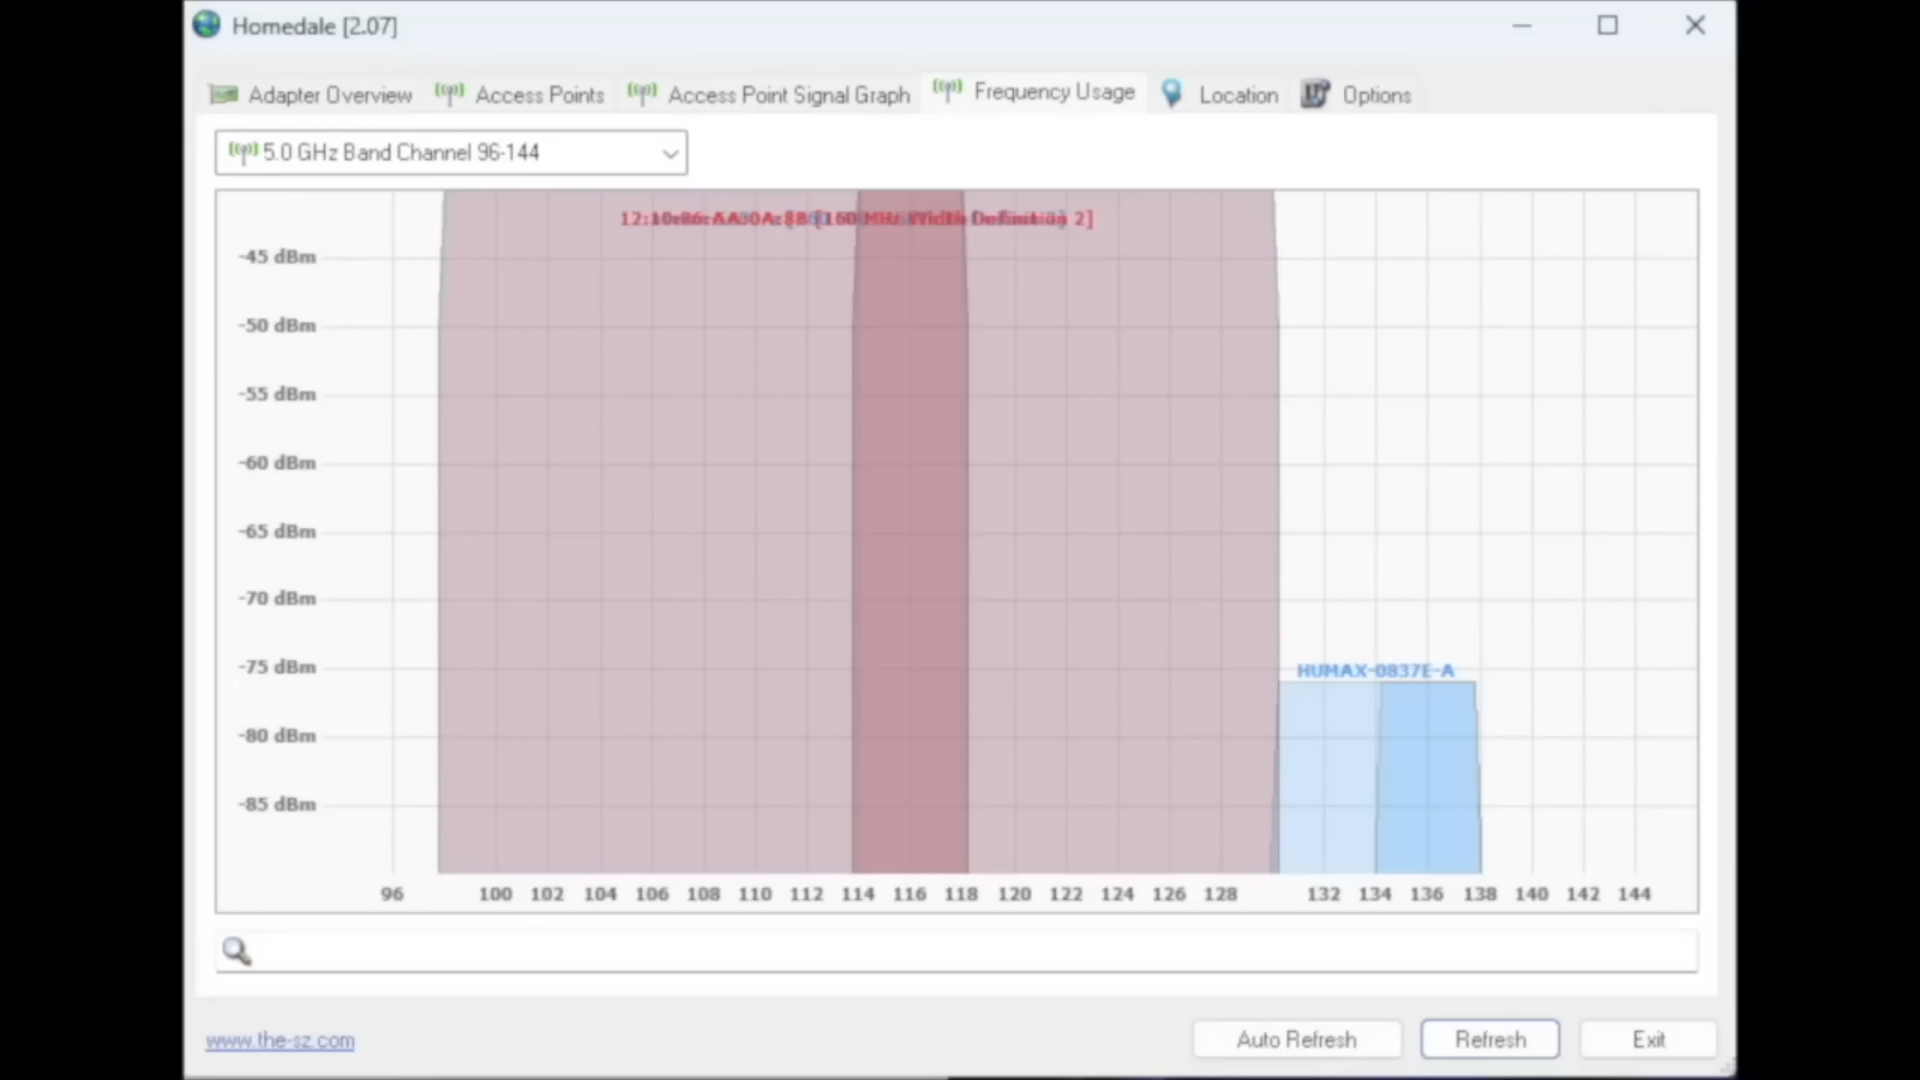 Homedale [2.07]
Adapter Overview Access Points Access Point Signal Graph Frequency Usage Location Options
5.0 GHz Band Channel 96-144
-45 dBm
-50 dBm
-55 dBm
-60 dBm
-65 dBm
-70 dBm
-75 dBm
HUMAX-0837E-A
-80 dBm
-85 dBm
96 100 102 104 106 108 110 112 114 116 118 120 122 124 126 128 132 134 136 138 140 142 144
www.the-sz.com
Auto Refresh Refresh Exit